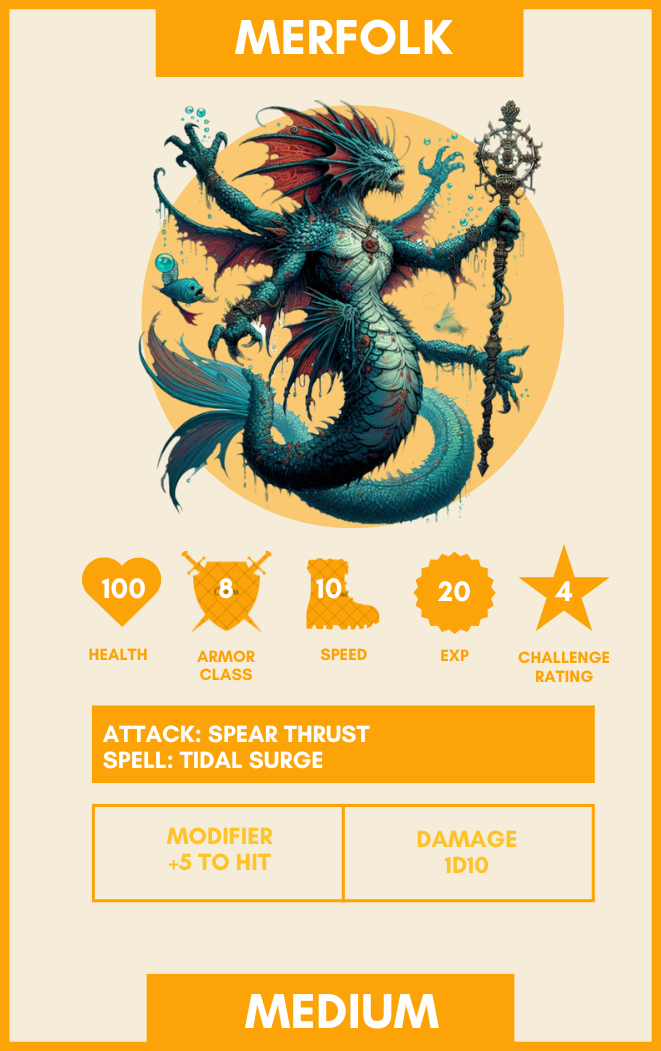 MERFOLK
100
8
10
20
4
HEALTH
ARMOR
CLASS
SPEED
EXP
CHALLENGE
RATING
ATTACK: SPEAR THRUST
SPELL: TIDAL SURGE
MODIFIER
+5 TO HIT
DAMAGE
1D10
MEDIUM